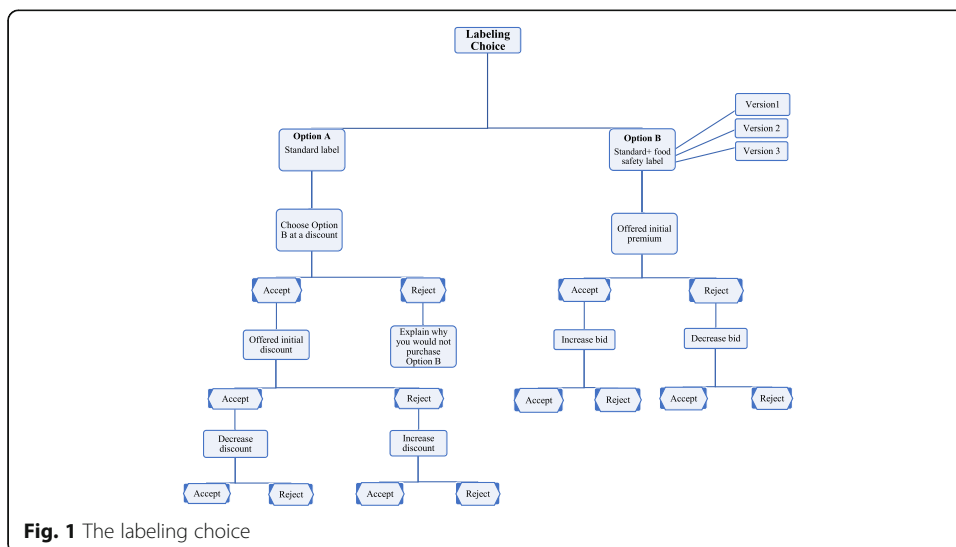 Labeling
Choice
Option A
Standard label
Option B
Standard+ food
safety label
Version1
Version 2
Version 3
Choose Option
B at a discount
Offered initial
premium
Accept
Reject
Accept
Reject
Offered initial
discount
Explain why
you would not
purchase
Option B
Increase bid
Decrease bid
Accept
Reject
Accept
Reject
Accept
Reject
Decrease
discount
Increase
discount
Accept
Reject
Accept
Reject
Fig. 1 The labeling choice